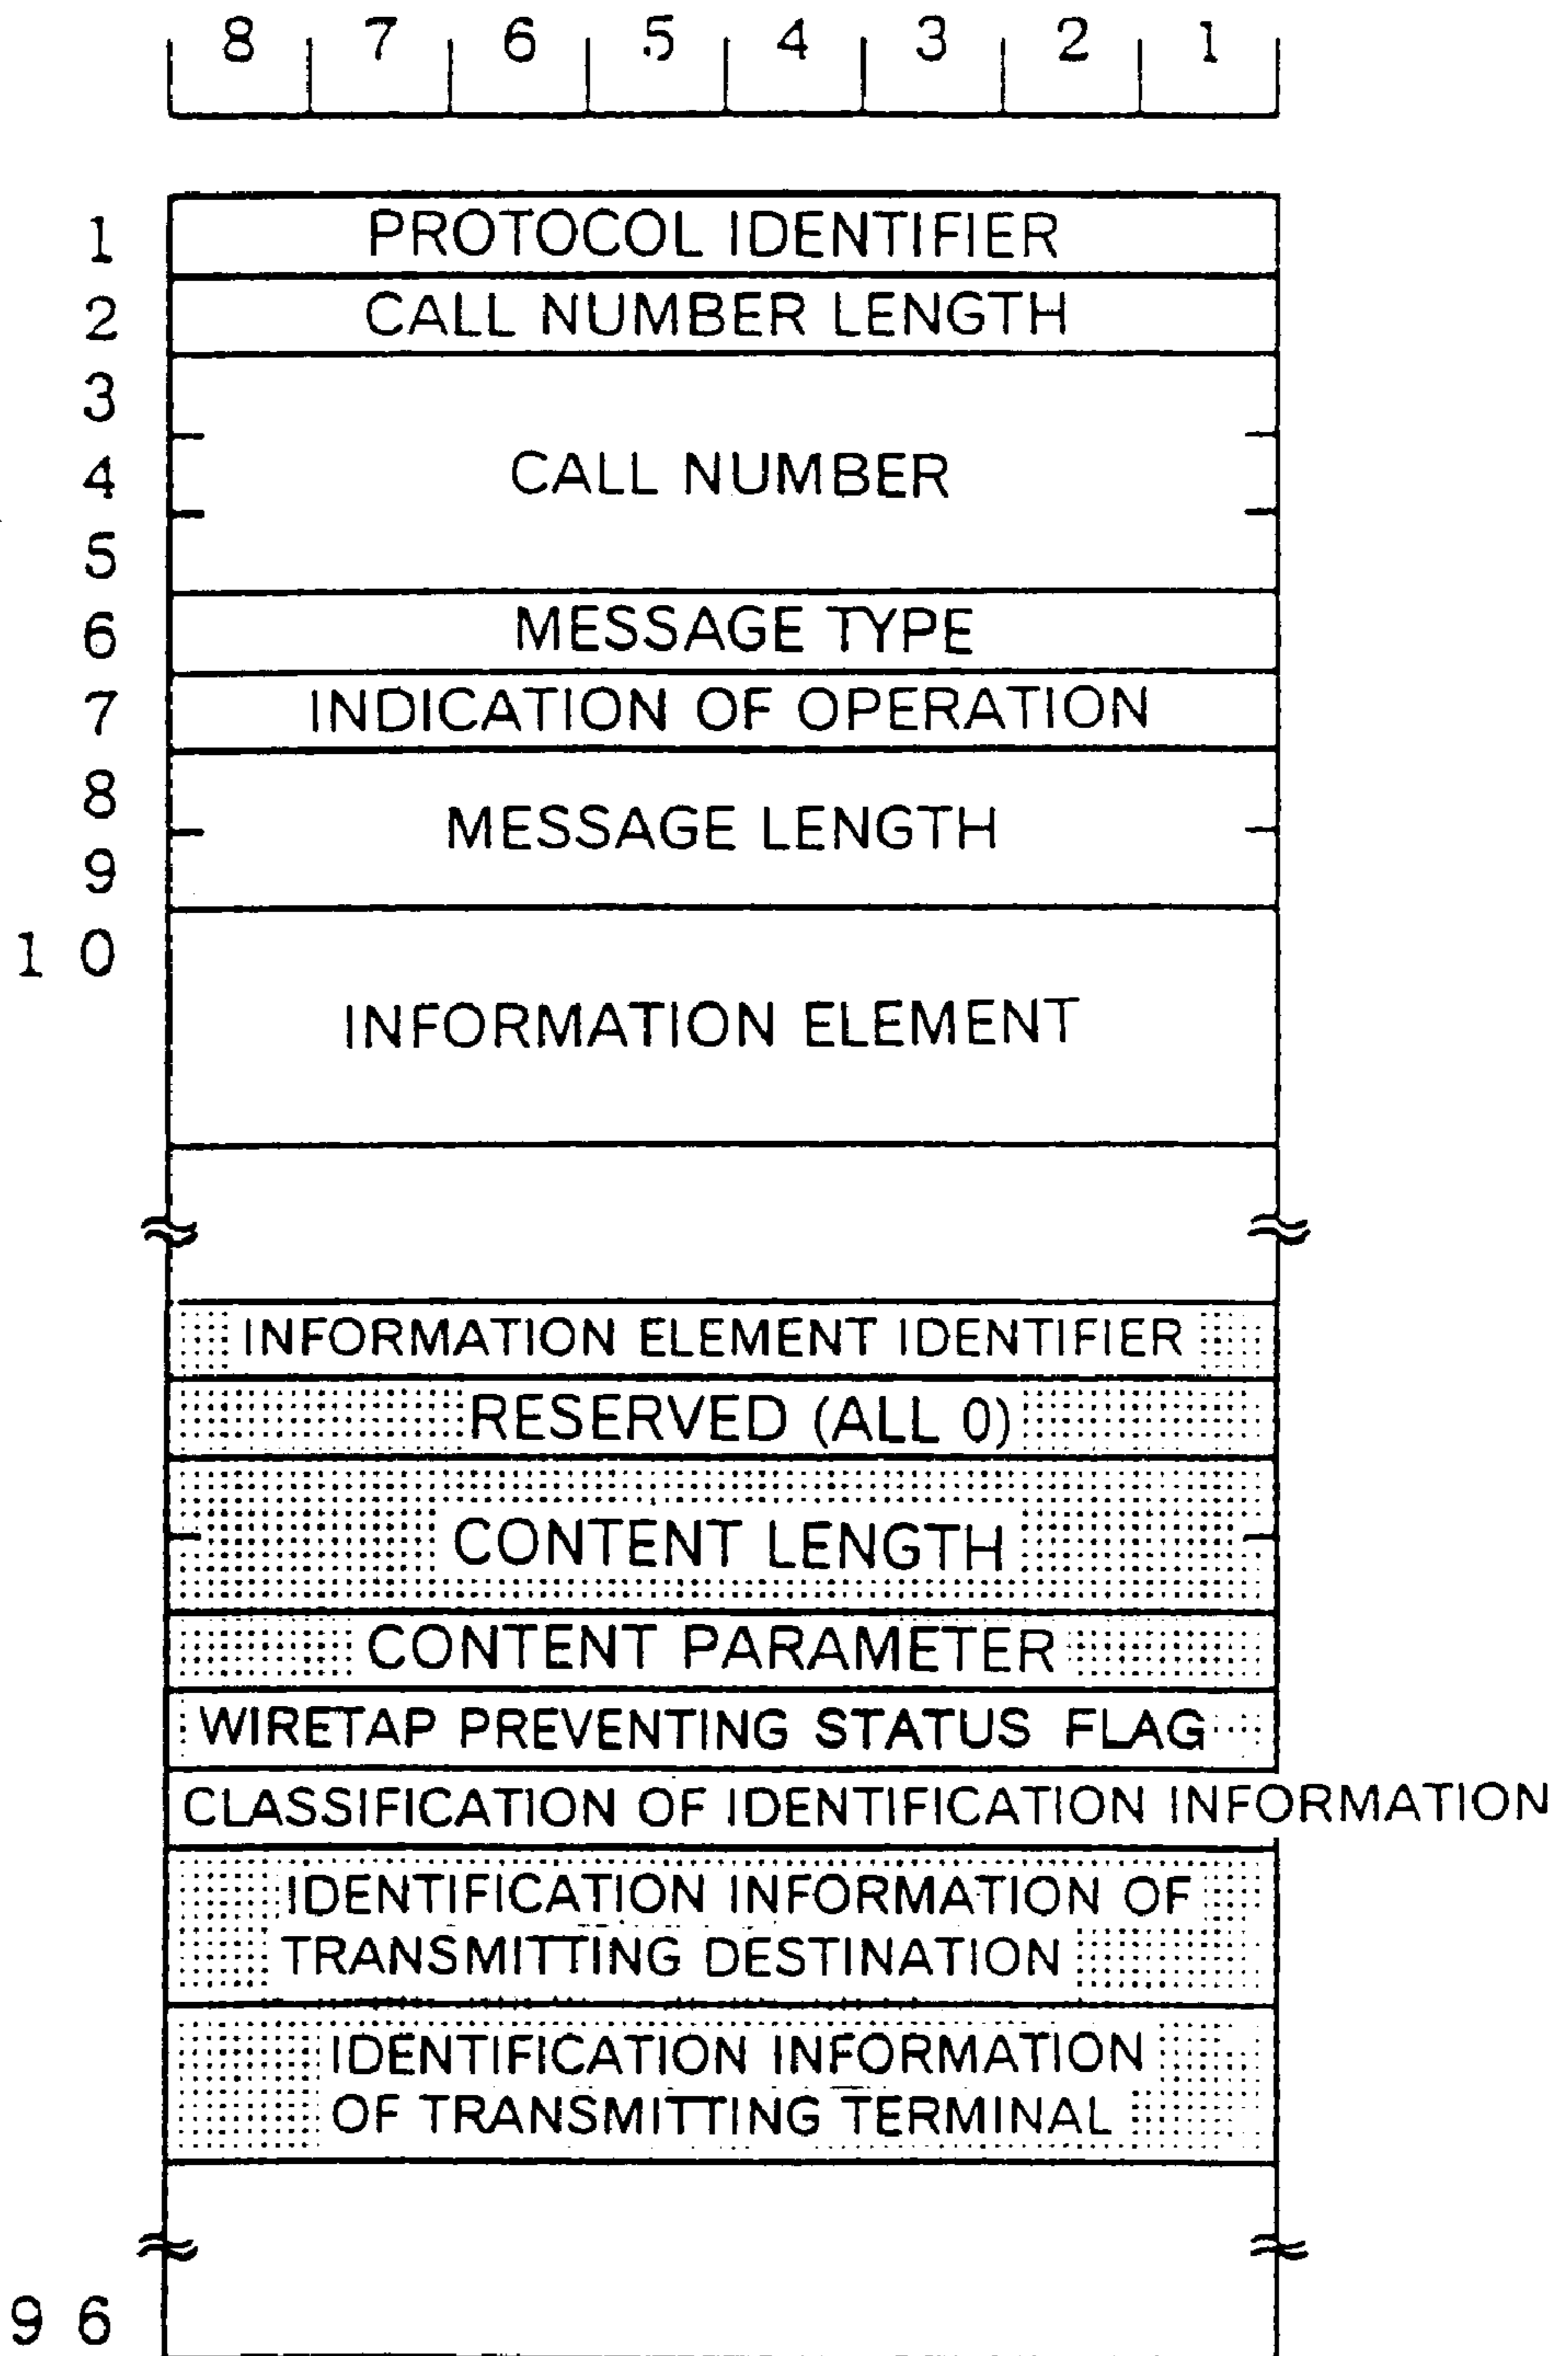 8 7 6 5 4 3 2 1
1 PROTOCOL IDENTIFIER
2 CALL NUMBER LENGTH
3
4 CALL NUMBER
5
6 MESSAGE TYPE
7 INDICATION OF OPERATION
8
MESSAGE LENGTH
9
10
INFORMATION ELEMENT
INFORMATION ELEMENT IDENTIFIER
RESERVED (ALL 0)
CONTENT LENGTH
CONTENT PARAMETER
WIRETAP PREVENTING STATUS FLAG
CLASSIFICATION OF IDENTIFICATION INFORMATION
IDENTIFICATION INFORMATION OF
TRANSMITTING DESTINATION
IDENTIFICATION INFORMATION
OF TRANSMITTING TERMINAL
96